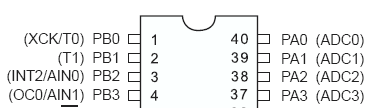 (XCK/T0) PB0 1 40 PA0 (ADC0)
(T1) PB1 2 39 PA1 (ADC1)
(INT2/AIN0) PB2 3 38 PA2 (ADC2)
(OC0/AIN1) PB3 4 37 PA3 (ADC3)